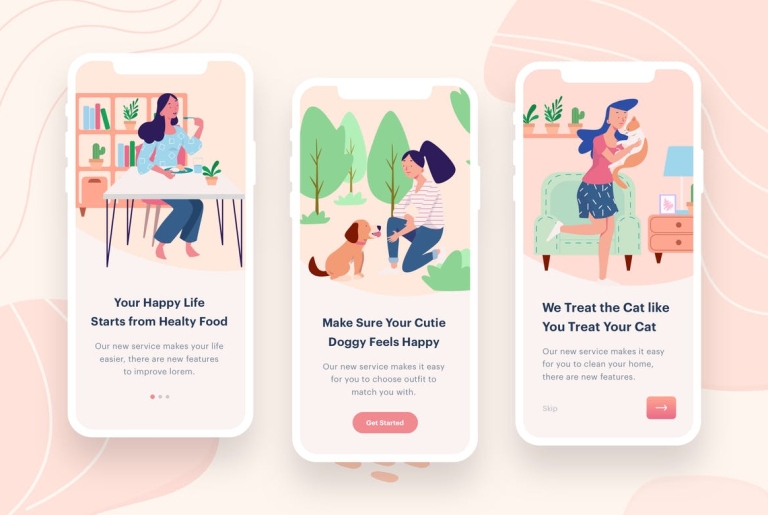 Your Happy Life
Starts from Healty Food
Our new service makes your life
easier, there are new features
to improve lorem.
Make Sure Your Cutie
Doggy Feels Happy
Our new service makes it easy
for you to choose outfit to
match you with.
Get Started
We Treat the Cat like
You Treat Your Cat
Our new service makes it easy
for you to clean your home,
there are new features.
Skip